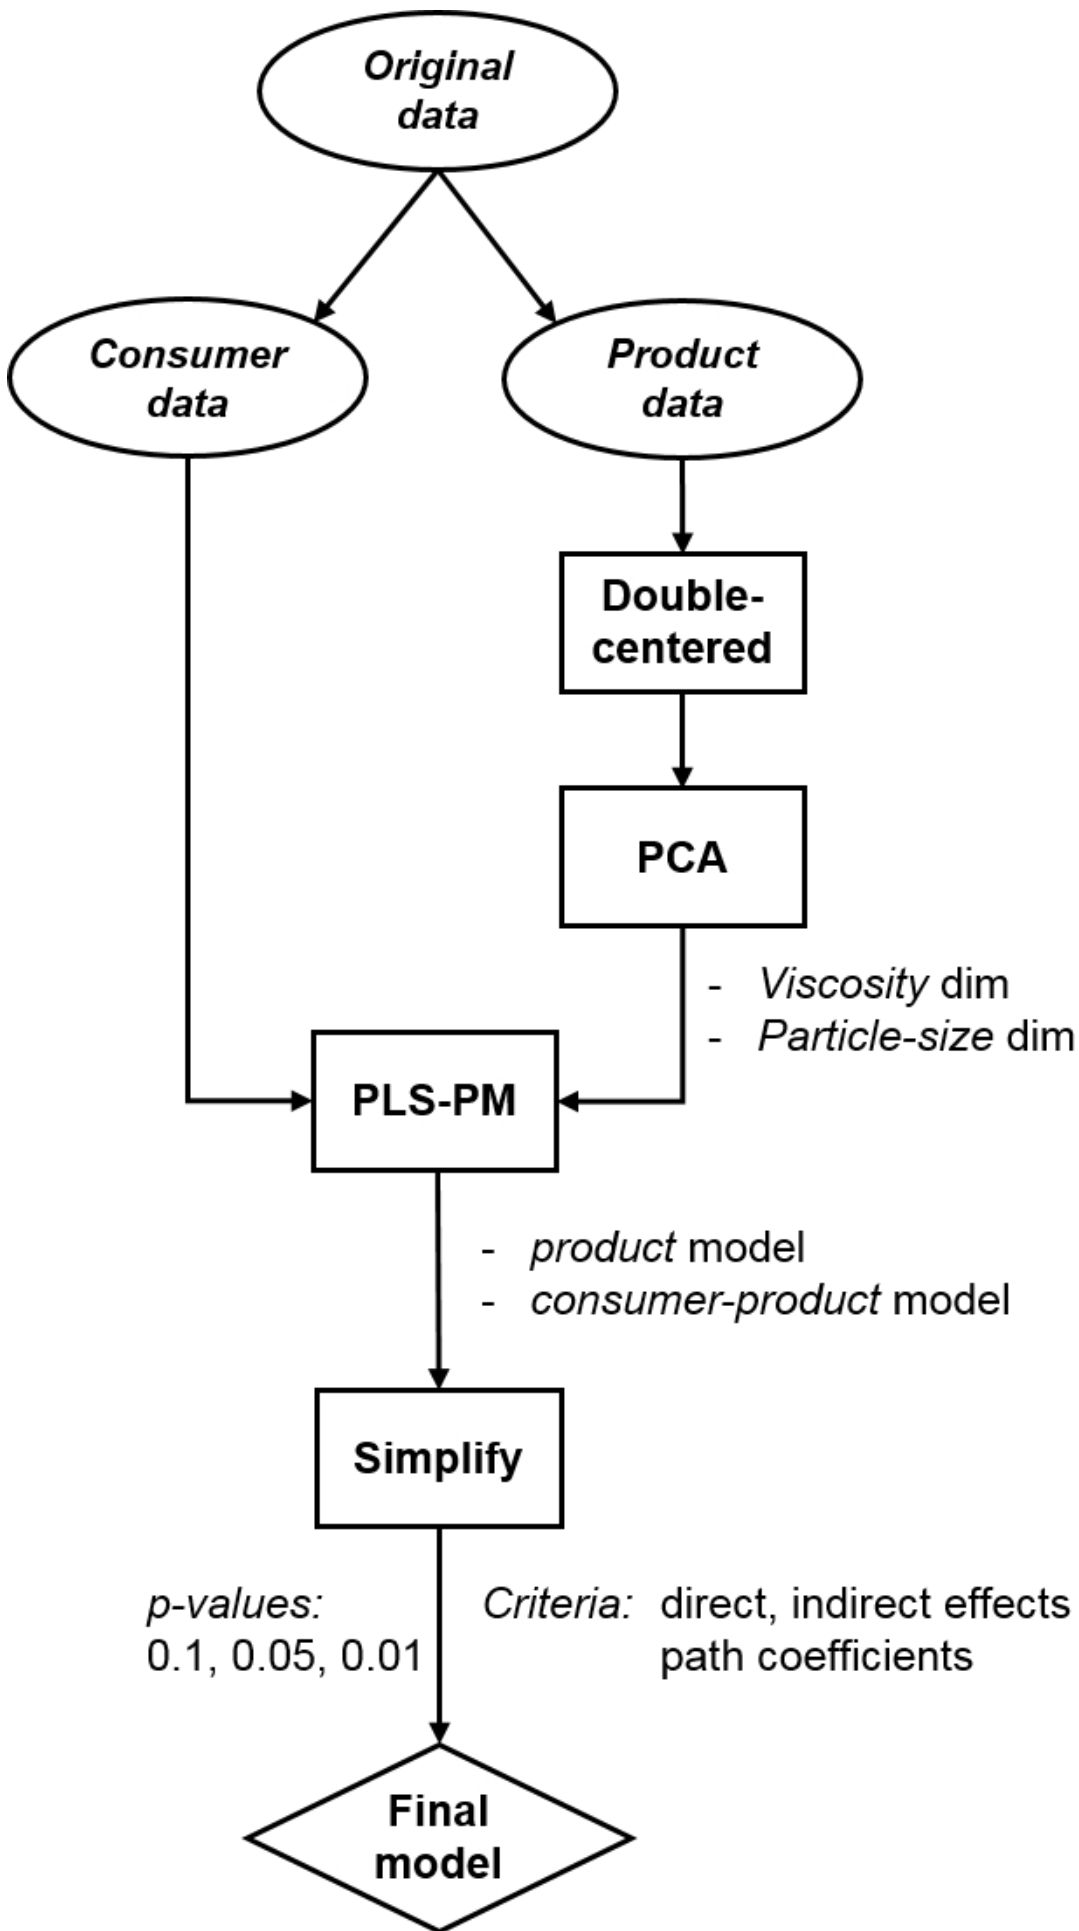 Original
data
Consumer
data
Product
data
Double-
centered
PCA
- Viscosity dim
- Particle-size dim
PLS-PM
- product model
- consumer-product model
Simplify
p-values:
0.1, 0.05, 0.01
Criteria: direct, indirect effects
path coefficients
Final
model